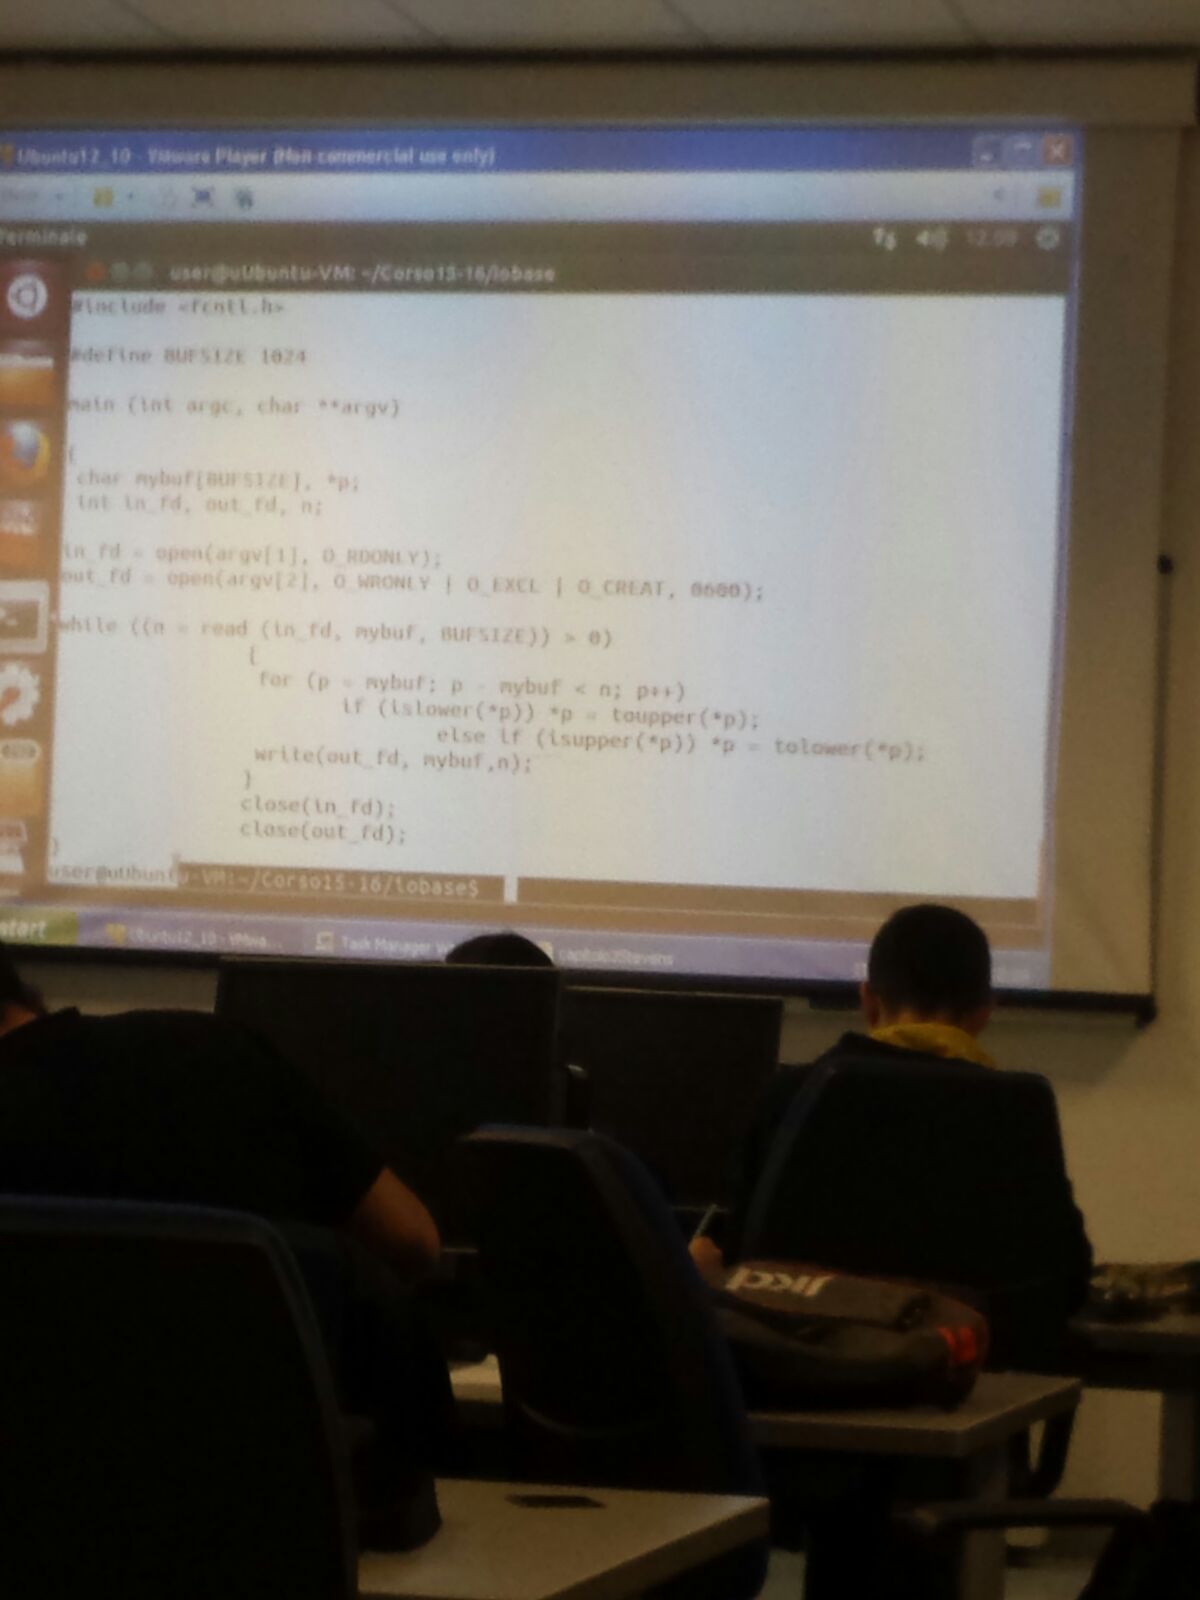 Ubuntu12_10 - VMware Player (Non commercial use only)
Terminale
user@uUbuntu-VM: ~/Corso15-16/iobase
#include <fcntl.h>
#define BUFSIZE 1024
main (int argc, char **argv)
{
char mybuf[BUFSIZE], *p;
int in_fd, out_fd, n;
in_fd = open(argv[1], O_RDONLY);
out_fd = open(argv[2], O_WRONLY | O_EXCL | O_CREAT, 0600);
while ((n = read (in_fd, mybuf, BUFSIZE)) > 0)
{
for (p = mybuf; p - mybuf < n; p++)
if (islower(*p)) *p = toupper(*p);
else if (isupper(*p)) *p = tolower(*p);
write(out_fd, mybuf,n);
}
close(in_fd);
close(out_fd);
}
user@uUbuntu-VM:~/Corso15-16/iobase$
start
Ubuntu12_10 - VMwa...
Task Manager
capitolo3Stevens